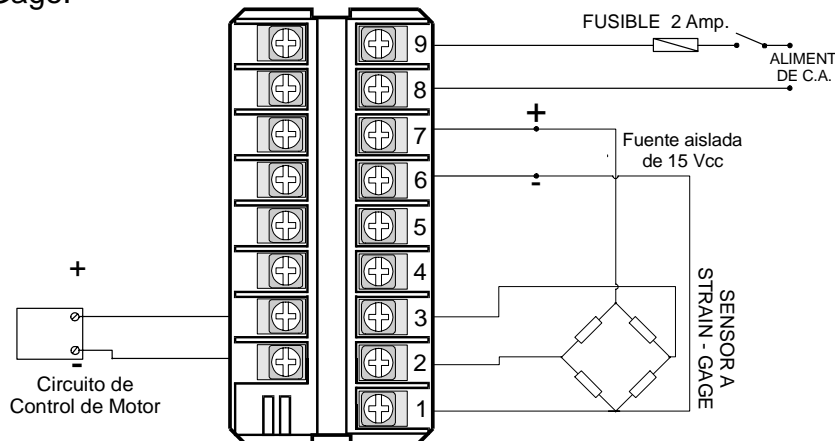 Gage.
FUSIBLE 2 Amp.
9
ALIMENT
DE C.A.
8
+
7
Fuente aislada
de 15 Vcc
6
-
5
4
+
3
SENSOR A
STRAIN - GAGE
2
-
Circuito de
Control de Motor
1